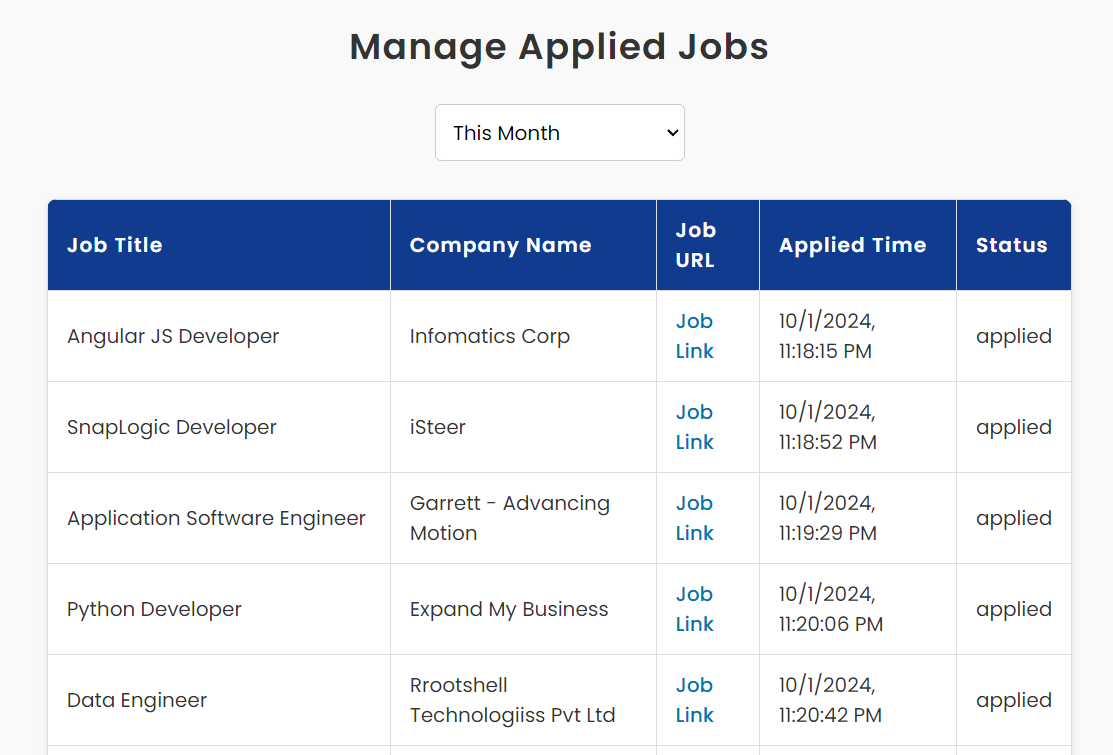 Manage Applied Jobs
This Month
Job Title
Company Name
Job
URL
Applied Time
Status
Angular JS Developer
Infomatics Corp
Job
Link
10/1/2024,
11:18:15 PM
applied
SnapLogic Developer
iSteer
Job
Link
10/1/2024,
11:18:52 PM
applied
Application Software Engineer
Garrett - Advancing
Motion
Job
Link
10/1/2024,
11:19:29 PM
applied
Python Developer
Expand My Business
Job
Link
10/1/2024,
11:20:06 PM
applied
Data Engineer
Rrootshell
Technologiiss Pvt Ltd
Job
Link
10/1/2024,
11:20:42 PM
applied